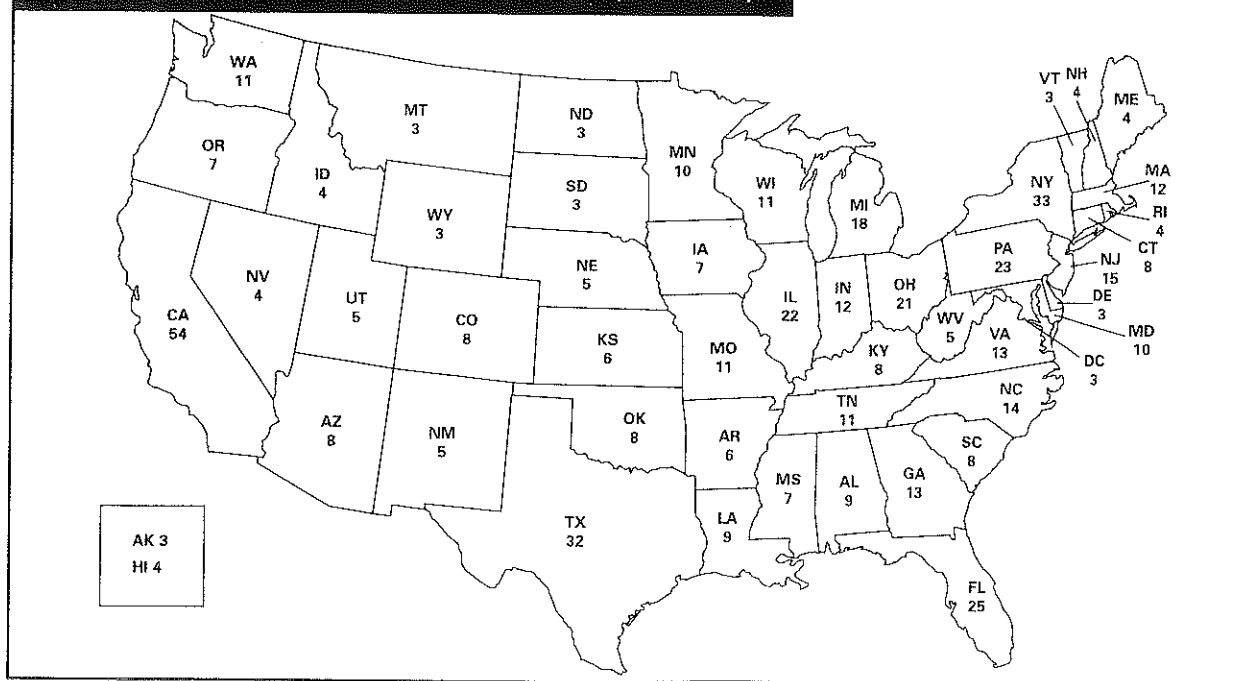 WA
11
MT
3
ND
3
MN
10
VT
3
NH
4
ME
4
OR
7
ID
4
SD
3
WI
11
MI
18
NY
33
MA
12
RI
4
CT
8
WY
3
IA
7
PA
23
NJ
15
NV
4
NE
5
IL
22
IN
12
OH
21
DE
3
CA
54
UT
5
CO
8
KS
6
MO
11
WV
5
VA
13
MD
10
KY
8
DC
3
AZ
8
NM
5
OK
8
AR
6
TN
11
NC
14
SC
8
MS
7
AL
9
GA
13
TX
32
LA
9
AK 3
HI 4
FL
25